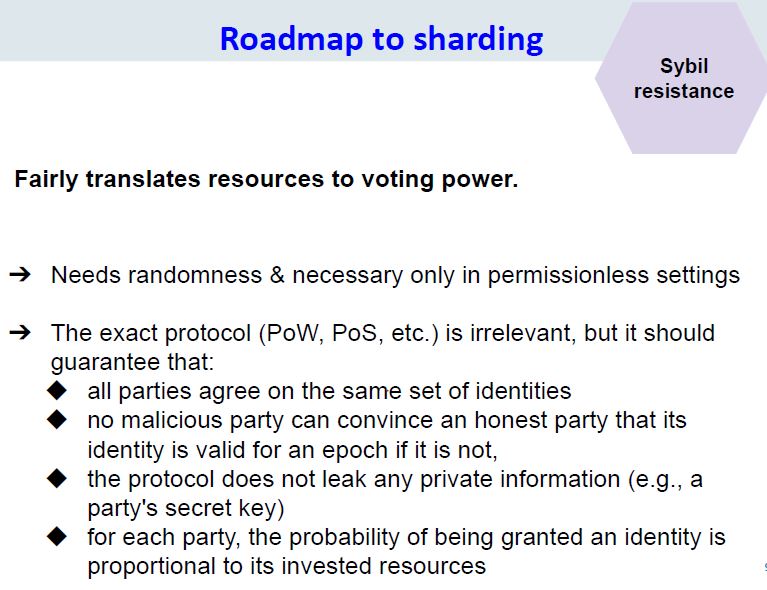 Roadmap to sharding
Sybil
resistance
Fairly translates resources to voting power.
➔ Needs randomness & necessary only in permissionless settings
➔ The exact protocol (PoW, PoS, etc.) is irrelevant, but it should
guarantee that:
◆ all parties agree on the same set of identities
◆ no malicious party can convince an honest party that its
identity is valid for an epoch if it is not,
◆ the protocol does not leak any private information (e.g., a
party's secret key)
◆ for each party, the probability of being granted an identity is
proportional to its invested resources